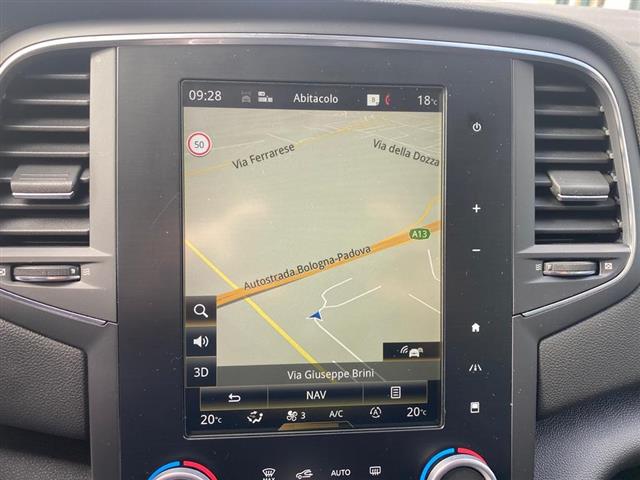 09:28 Abitacolo 18°C
50
Via Ferrarese
Via della Dozza
A13
Autostrada Bologna-Padova
3D
Via Giuseppe Brini
NAV
20°C 3 A/C 20°C
MAX AUTO